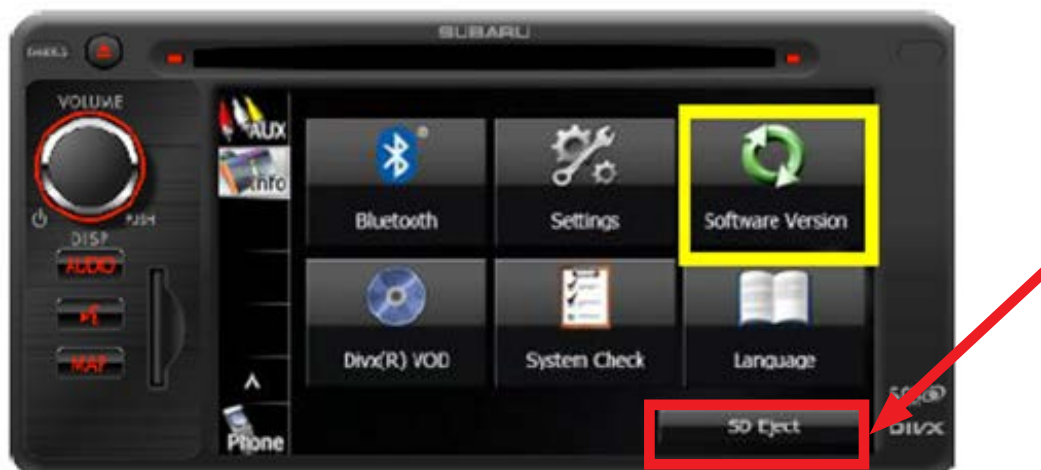 SUBARU
VOLUME
AUX
Info
PUSH
DISP
AUDIO
MAP
Bluetooth®
Settings
Software Version
Divx(R) VOD
System Check
Language
Phone
SD Eject
DIVX